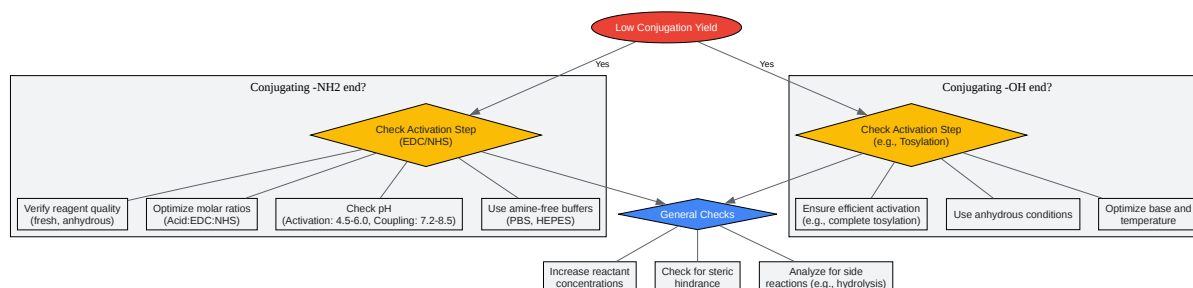 Low Conjugation Yield
Yes
Yes
Conjugating -NH2 end?
Conjugating -OH end?
Check Activation Step
(EDC/NHS)
Check Activation Step
(e.g., Tosylation)
Verify reagent quality
(fresh, anhydrous)
Optimize molar ratios
(Acid:EDC:NHS)
Check pH
(Activation: 4.5-6.0, Coupling: 7.2-8.5)
Use amine-free buffers
(PBS, HEPES)
General Checks
Ensure efficient activation
(e.g., complete tosylation)
Use anhydrous conditions
Optimize base and
temperature
Increase reactant
concentrations
Check for steric
hindrance
Analyze for side
reactions (e.g., hydrolysis)